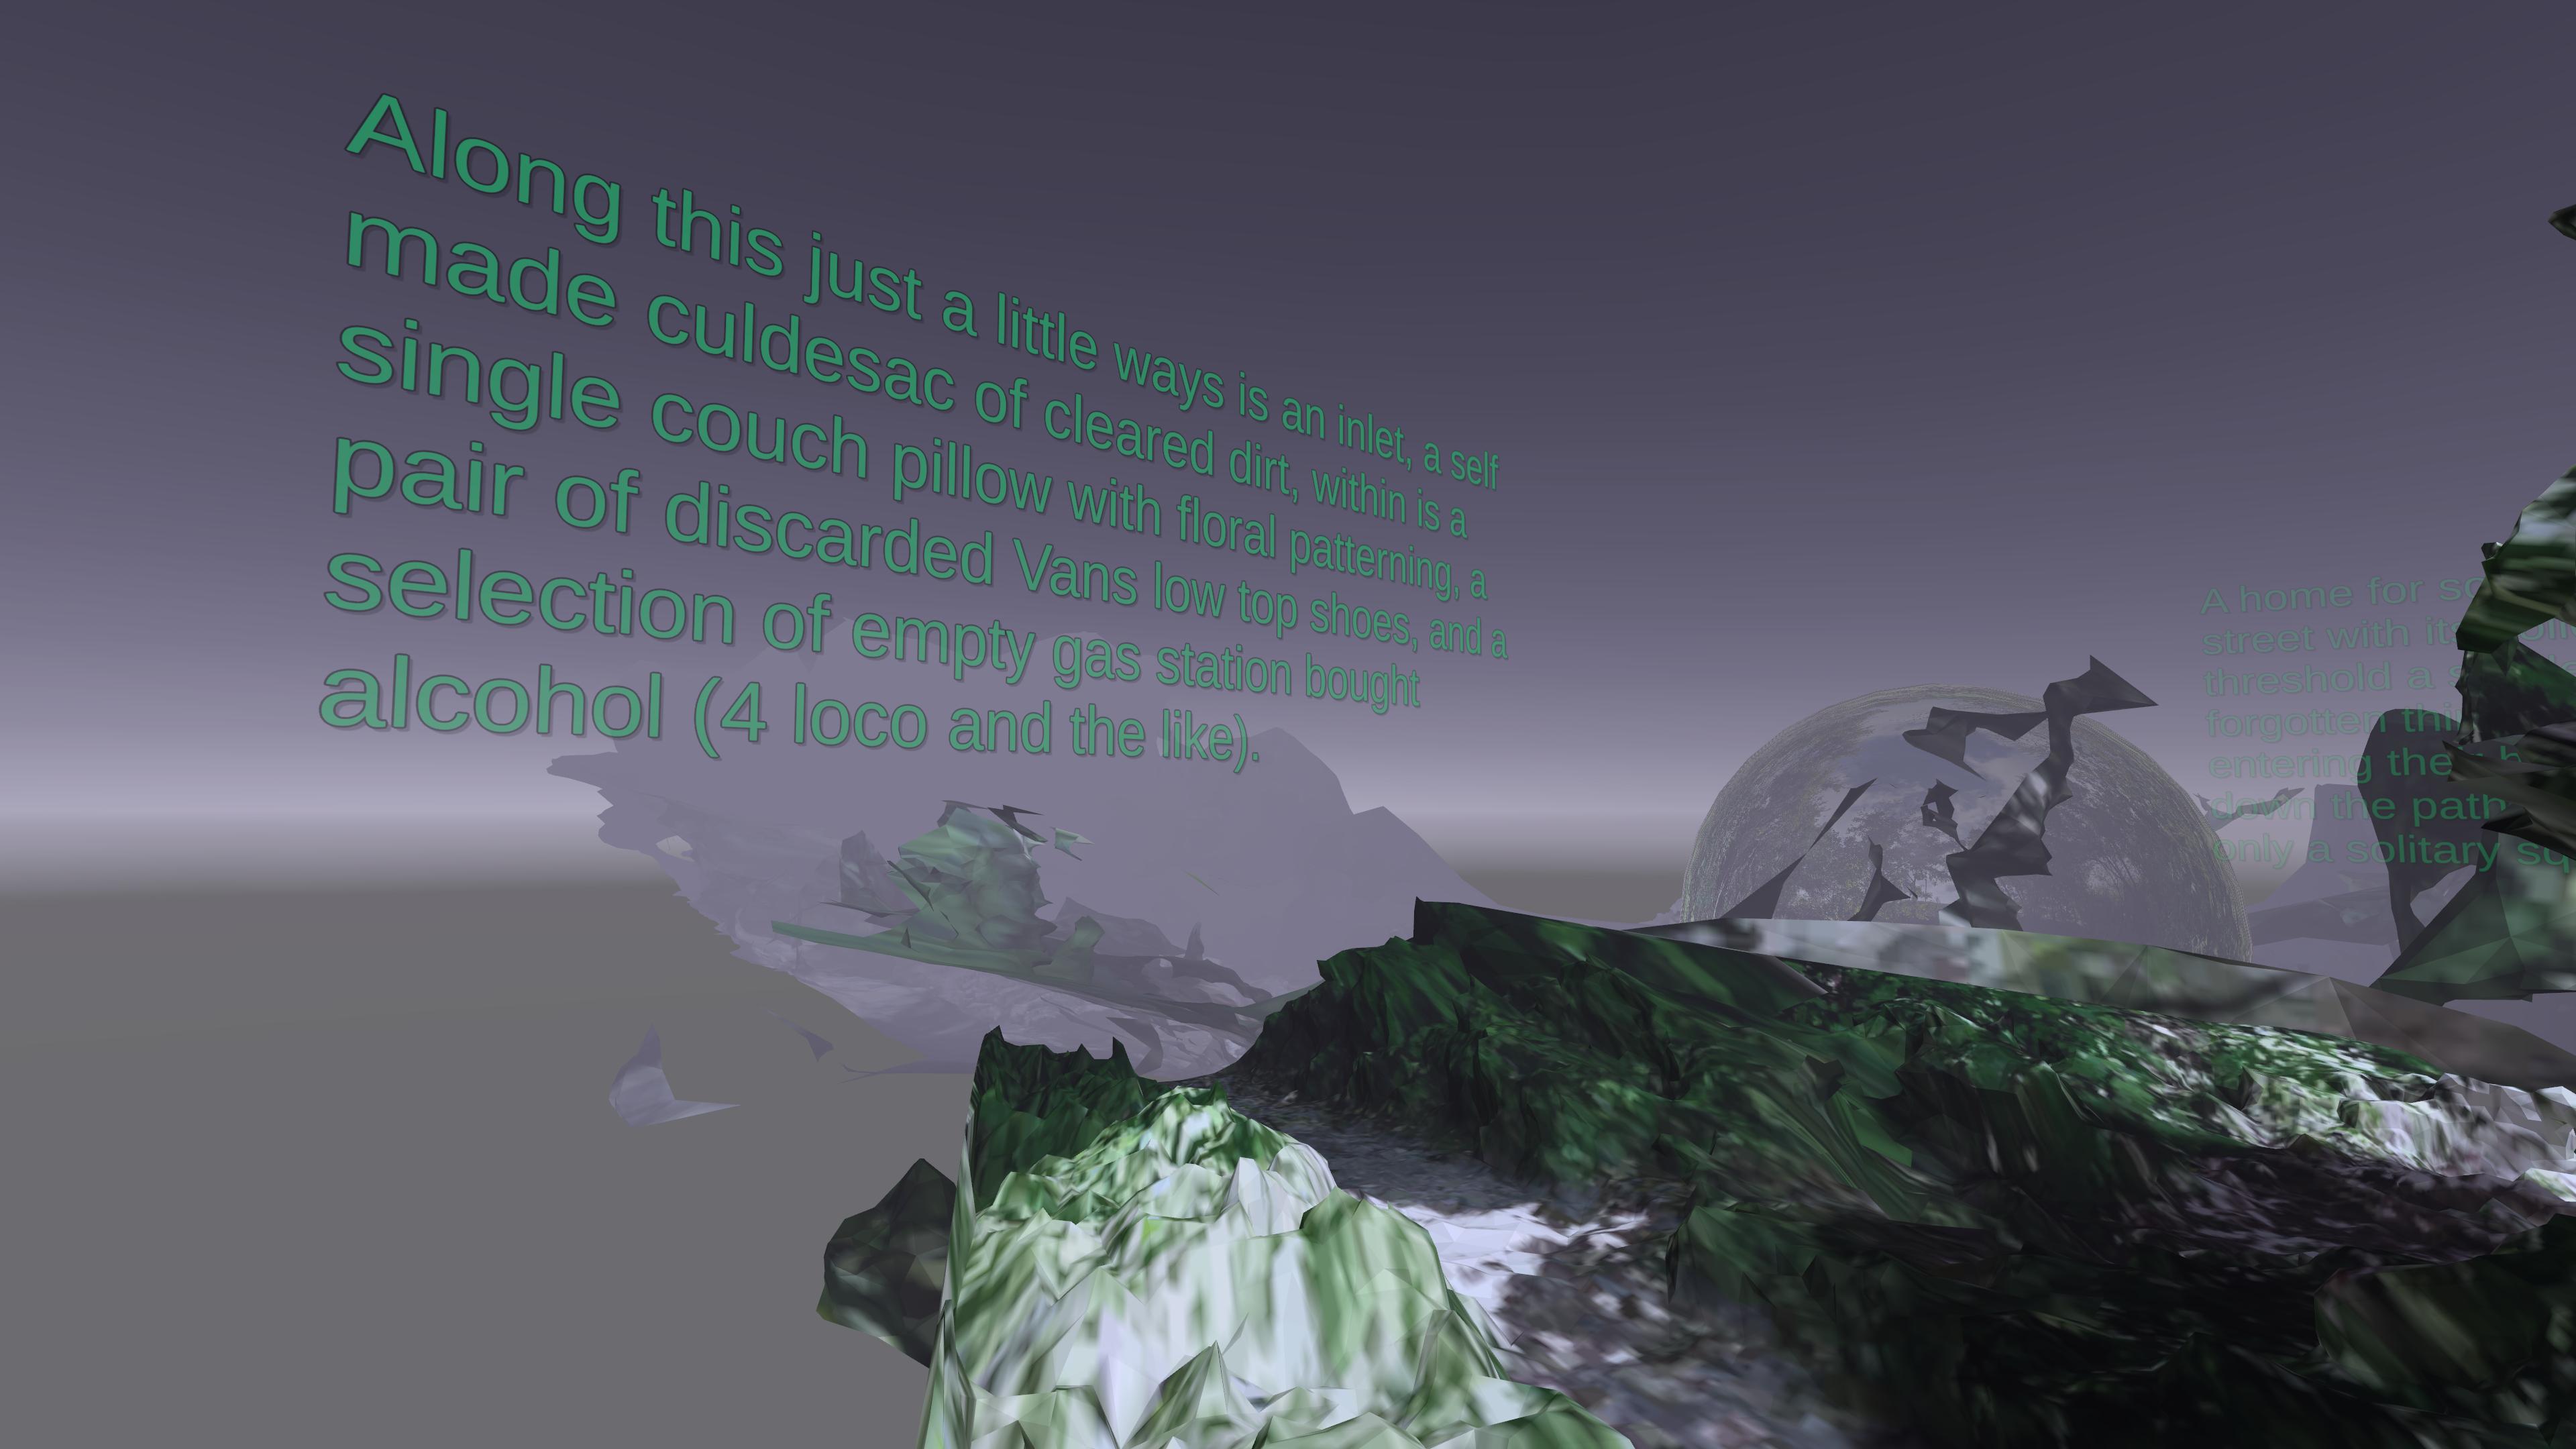 Along this just a little ways is an inlet, a self
made culdesac of cleared dirt, within is a
single couch pillow with floral patterning, a
pair of discarded Vans low top shoes, and a
selection of empty gas station bought
alcohol (4 loco and the like).
A home for
street with
threshold a
forgotten
entering
down the path
only a solitary